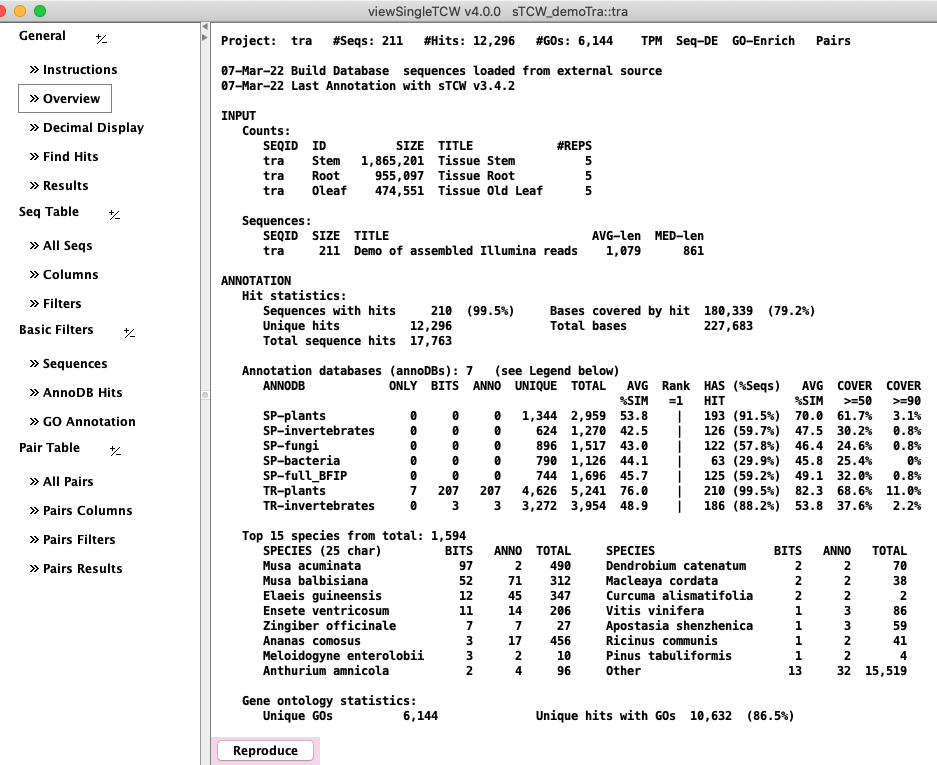 viewSingleTCW v4.0.0 sTCW_demoTra::tra
General +/-
>> Instructions
>> Overview
>> Decimal Display
>> Find Hits
>> Results
Seq Table +/-
>> All Seqs
>> Columns
>> Filters
Basic Filters +/-
>> Sequences
>> AnnoDB Hits
>> GO Annotation
Pair Table +/-
>> All Pairs
>> Pairs Columns
>> Pairs Filters
>> Pairs Results
Project: tra #Seqs: 211 #Hits: 12,296 #GOs: 6,144 TPM Seq-DE GO-Enrich Pairs
07-Mar-22 Build Database sequences loaded from external source
07-Mar-22 Last Annotation with sTCW v3.4.2
INPUT
Counts:
SEQID ID SIZE TITLE #REPS
tra Stem 1,865,201 Tissue Stem 5
tra Root 955,097 Tissue Root 5
tra Oleaf 474,551 Tissue Old Leaf 5
Sequences:
SEQID SIZE TITLE AVG-len MED-len
tra 211 Demo of assembled Illumina reads 1,079 861
ANNOTATION
Hit statistics:
Sequences with hits 210 (99.5%) Bases covered by hit 180,339 (79.2%)
Unique hits 12,296 Total bases 227,683
Total sequence hits 17,763
Annotation databases (annoDBs): 7 (see Legend below)
ANNODB ONLY BITS ANNO UNIQUE TOTAL AVG Rank HAS (%Seqs) AVG COVER COVER
%SIM =1 HIT %SIM >=50 >=90
SP-plants 0 0 0 1,344 2,959 53.8 | 193 (91.5%) 70.0 61.7% 3.1%
SP-invertebrates 0 0 0 624 1,270 42.5 | 126 (59.7%) 47.5 30.2% 0.8%
SP-fungi 0 0 0 896 1,517 43.0 | 122 (57.8%) 46.4 24.6% 0.8%
SP-bacteria 0 0 0 790 1,126 44.1 | 63 (29.9%) 45.8 25.4% 0%
SP-full_BFIP 0 0 0 744 1,696 45.7 | 125 (59.2%) 49.1 32.0% 0.8%
TR-plants 7 207 207 4,626 5,241 76.0 | 210 (99.5%) 82.3 68.6% 11.0%
TR-invertebrates 0 3 3 3,272 3,954 48.9 | 186 (88.2%) 53.8 37.6% 2.2%
Top 15 species from total: 1,594
SPECIES (25 char) BITS ANNO TOTAL SPECIES BITS ANNO TOTAL
Musa acuminata 97 2 490 Dendrobium catenatum 2 2 70
Musa balbisiana 52 71 312 Macleaya cordata 2 2 38
Elaeis guineensis 12 45 347 Curcuma alismatifolia 2 2 2
Ensete ventricosum 11 14 206 Vitis vinifera 1 3 86
Zingiber officinale 7 7 27 Apostasia shenzhenica 1 3 59
Ananas comosus 3 17 456 Ricinus communis 1 2 41
Meloidogyne enterolobii 3 2 10 Pinus tabuliformis 1 2 4
Anthurium amnicola 2 4 96 Other 13 32 15,519
Gene ontology statistics:
Unique GOs 6,144 Unique hits with GOs 10,632 (86.5%)
Reproduce